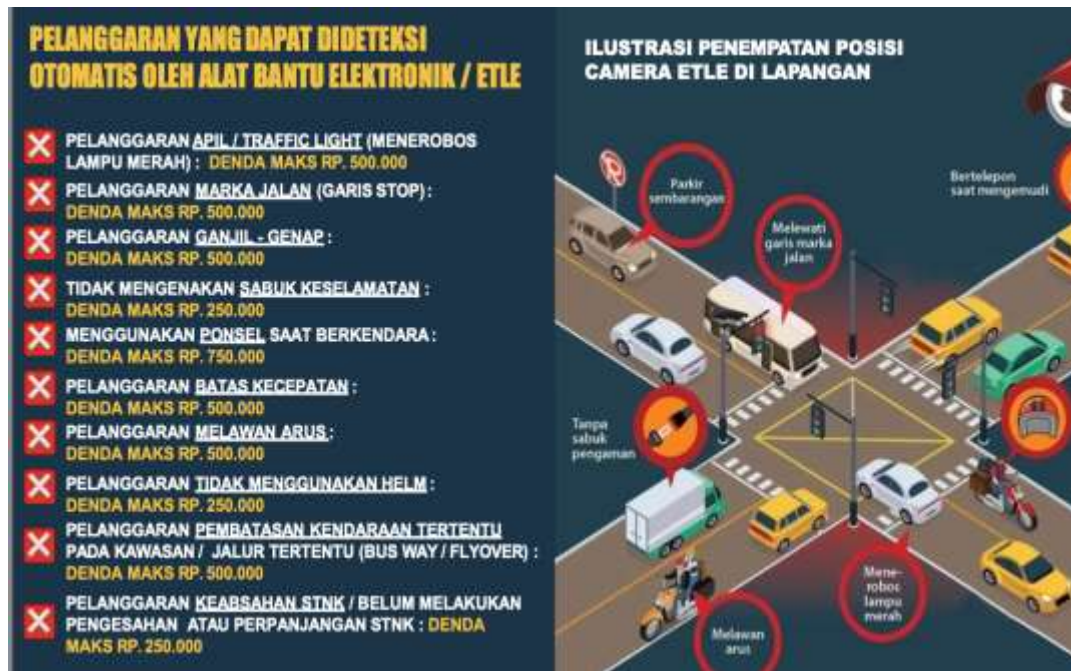 PELANGGARAN YANG DAPAT DIDETEKSI
OTOMATIS OLEH ALAT BANTU ELEKTRONIK / ETLE
PELANGGARAN APIL / TRAFFIC LIGHT (MENEROBOS
LAMPU MERAH) : DENDA MAKS RP. 500.000
PELANGGARAN MARKA JALAN (GARIS STOP) :
DENDA MAKS RP. 500.000
PELANGGARAN GANJIL - GENAP :
DENDA MAKS RP. 500.000
TIDAK MENGENAKAN SABUK KESELAMATAN :
DENDA MAKS RP. 250.000
MENGGUNAKAN PONSEL SAAT BERKENDARA :
DENDA MAKS RP. 750.000
PELANGGARAN BATAS KECEPATAN :
DENDA MAKS RP. 500.000
PELANGGARAN MELAWAN ARUS :
DENDA MAKS RP. 500.000
PELANGGARAN TIDAK MENGGUNAKAN HELM :
DENDA MAKS RP. 250.000
PELANGGARAN PEMBATASAN KENDARAAN TERTENTU
PADA KAWASAN / JALUR TERTENTU (BUS WAY / FLYOVER) :
DENDA MAKS RP. 500.000
PELANGGARAN KEABSAHAN STNK / BELUM MELAKUKAN
PENGESAHAN ATAU PERPANJANGAN STNK : DENDA
MAKS RP. 250.000
ILUSTRASI PENEMPATAN POSISI
CAMERA ETLE DI LAPANGAN
Parkir
sembarangan
Melewati
garis marka
jalan
Bertelepon
saat mengemudi
Tanpa
sabuk
pengaman
Mene-
robos
lampu
merah
Melawan
arus